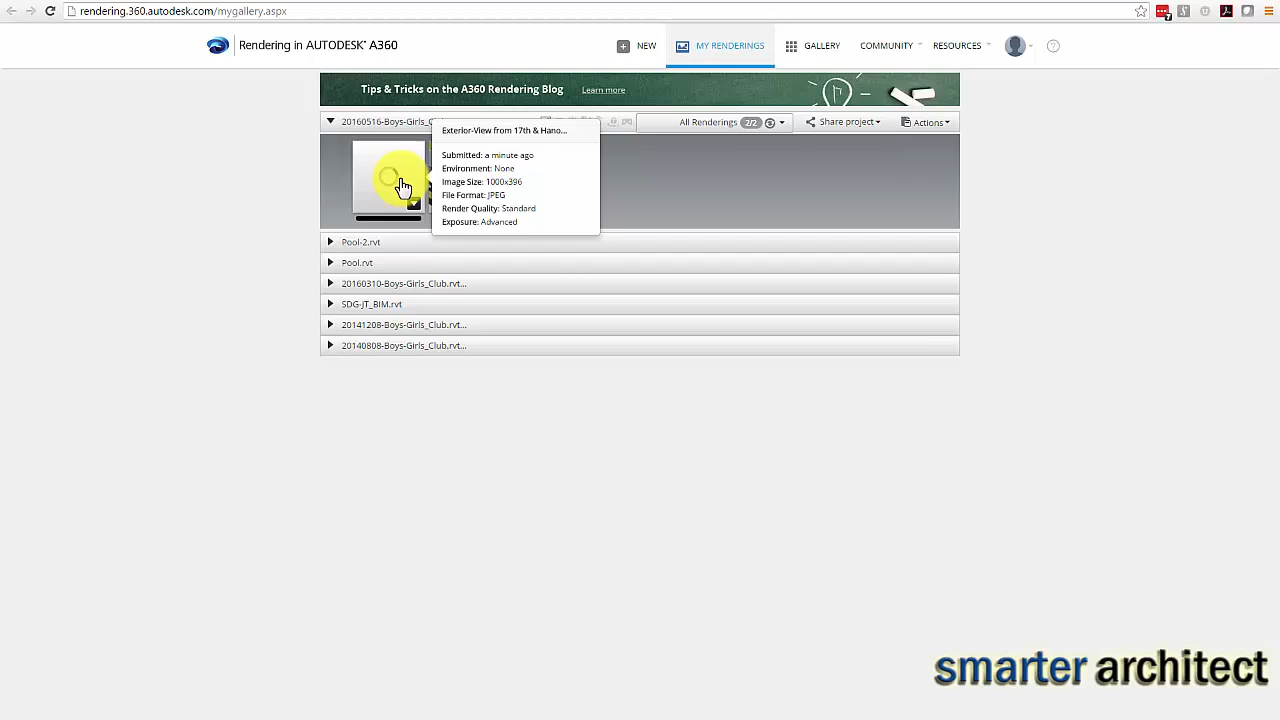 rendering.360.autodesk.com/mygallery.aspx
7
Rendering in AUTODESK® A360
NEW
MY RENDERINGS
GALLERY
COMMUNITY
RESOURCES
?
Tips & Tricks on the A360 Rendering Blog
Learn more
20160516-Boys-Girls_C
All Renderings 2/2
Share project
Actions
Exterior-View from 17th & Hano...
Submitted: a minute ago
Environment: None
Image Size: 1000x396
File Format: JPEG
Render Quality: Standard
Exposure: Advanced
Pool-2.rvt
Pool.rvt
20160310-Boys-Girls_Club.rvt...
SDG-JT_BIM.rvt
20141208-Boys-Girls_Club.rvt...
20140808-Boys-Girls_Club.rvt...
smarter architect